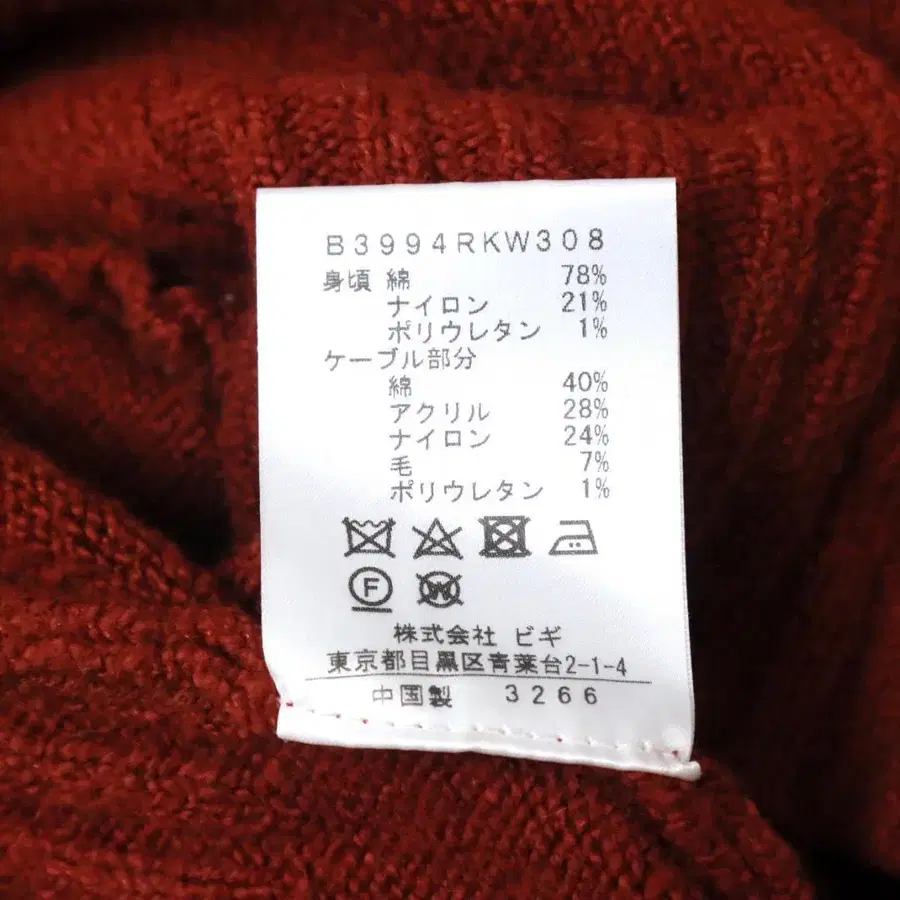 B3994RKW308
身頃 綿 78%
ナイロン 21%
ポリウレタン 1%
ケーブル部分
綿 40%
アクリル 28%
ナイロン 24%
毛 7%
ポリウレタン 1%
F W
株式会社 ビギ
東京都目黒区青葉台2-1-4
中国製 3266